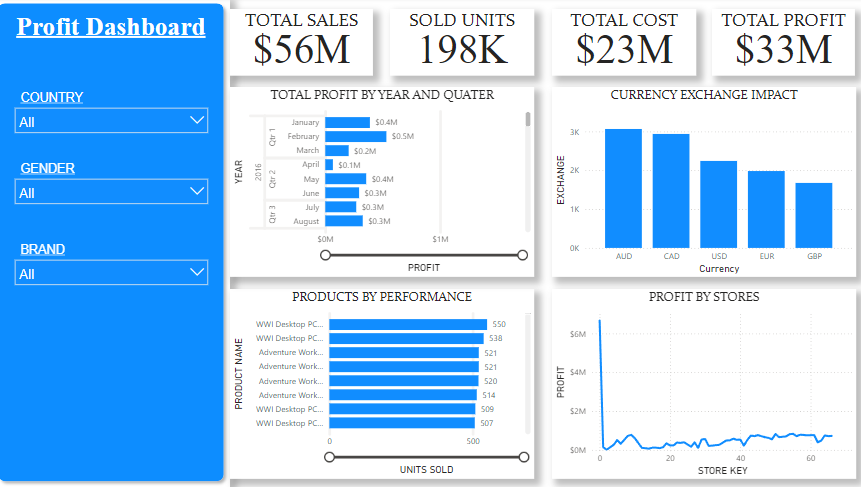 Profit Dashboard
COUNTRY
All
GENDER
All
BRAND
All
TOTAL SALES
$56M
SOLD UNITS
198K
TOTAL COST
$23M
TOTAL PROFIT
$33M
TOTAL PROFIT BY YEAR AND QUATER
YEAR
2016
Qtr 1
January $0.4M
February $0.5M
March $0.2M
Qtr 2
April $0.1M
May $0.4M
June $0.3M
Qtr 3
July $0.3M
August $0.3M
$0M $1M
PROFIT
CURRENCY EXCHANGE IMPACT
EXCHANGE
3K
2K
1K
0K
AUD CAD USD EUR GBP
Currency
PRODUCTS BY PERFORMANCE
PRODUCT NAME
WWI Desktop PC... 550
WWI Desktop PC... 538
Adventure Work... 521
Adventure Work... 521
Adventure Work... 520
Adventure Work... 514
WWI Desktop PC... 509
WWI Desktop PC... 507
0 500
UNITS SOLD
PROFIT BY STORES
PROFIT
$6M
$4M
$2M
$0M
0 20 40 60
STORE KEY